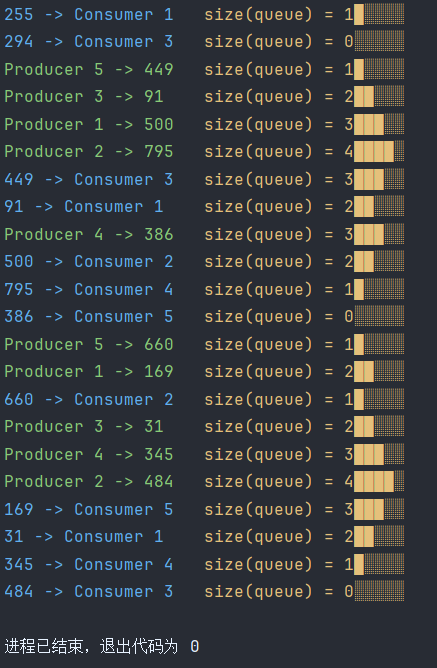 255 -> Consumer 1   size(queue) = 1█░░░░
294 -> Consumer 3   size(queue) = 0░░░░░
Producer 5 -> 449   size(queue) = 1█░░░░
Producer 3 -> 91    size(queue) = 2██░░░
Producer 1 -> 500   size(queue) = 3███░░
Producer 2 -> 795   size(queue) = 4████░
449 -> Consumer 3   size(queue) = 3███░░
91 -> Consumer 1    size(queue) = 2██░░░
Producer 4 -> 386   size(queue) = 3███░░
500 -> Consumer 2   size(queue) = 2██░░░
795 -> Consumer 4   size(queue) = 1█░░░░
386 -> Consumer 5   size(queue) = 0░░░░░
Producer 5 -> 660   size(queue) = 1█░░░░
Producer 1 -> 169   size(queue) = 2██░░░
660 -> Consumer 2   size(queue) = 1█░░░░
Producer 3 -> 31    size(queue) = 2██░░░
Producer 4 -> 345   size(queue) = 3███░░
Producer 2 -> 484   size(queue) = 4████░
169 -> Consumer 5   size(queue) = 3███░░
31 -> Consumer 1    size(queue) = 2██░░░
345 -> Consumer 4   size(queue) = 1█░░░░
484 -> Consumer 3   size(queue) = 0░░░░░
进程已结束，退出代码为 0